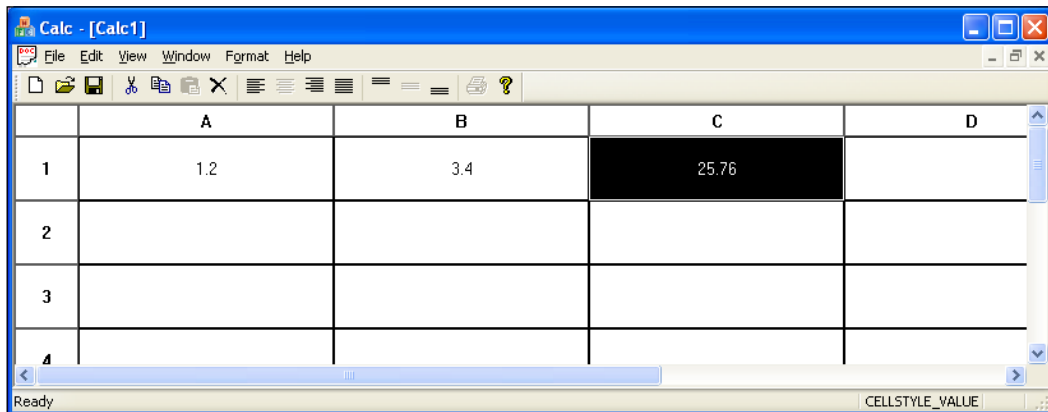 Calc - [Calc1]
DOC File Edit View Window Format Help
A B C D
1 1.2 3.4 25.76
2
3
4
Ready CELLSTYLE_VALUE